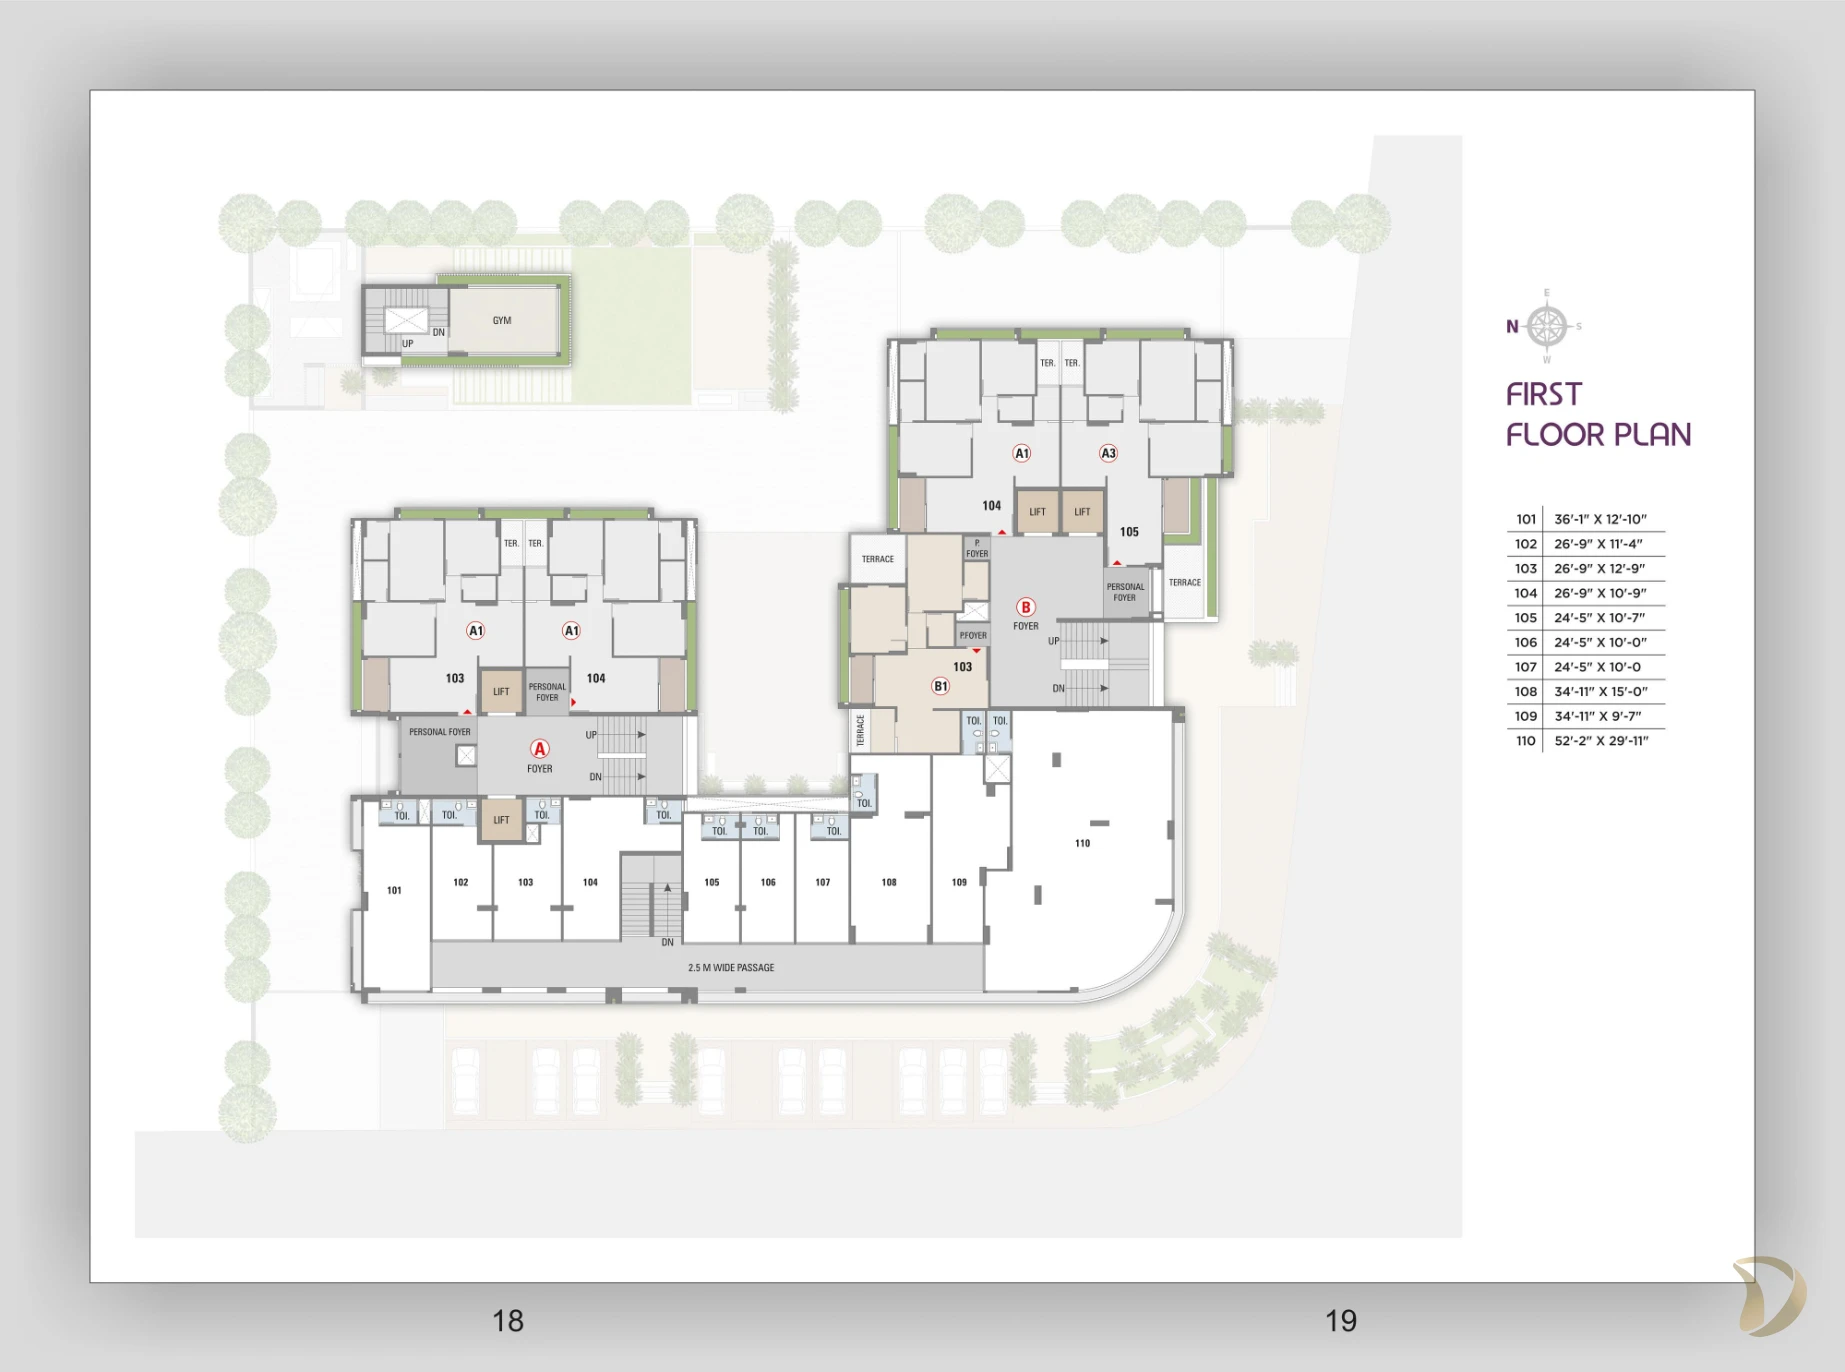 GYM
DN
UP
E
N
S
W
FIRST
FLOOR PLAN
TER.
TER.
A1
A3
104
LIFT
LIFT
105
101 36'-1" X 12'-10"
102 26'-9" X 11'-4"
103 26'-9" X 12'-9"
104 26'-9" X 10'-9"
105 24'-5" X 10'-7"
106 24'-5" X 10'-0"
107 24'-5" X 10'-0
108 34'-11" X 15'-0"
109 34'-11" X 9'-7"
110 52'-2" X 29'-11"
TERRACE
P.
FOYER
PERSONAL
FOYER
TERRACE
B
FOYER
P.FOYER
UP
103
B1
DN
TERRACE
TOI.
TOI.
TER.
TER.
A1
A1
103
LIFT
PERSONAL
FOYER
104
PERSONAL FOYER
A
FOYER
UP
DN
TOI.
TOI.
LIFT
TOI.
TOI.
TOI.
TOI.
TOI.
TOI.
101
102
103
104
105
106
107
108
109
110
DN
2.5 M WIDE PASSAGE
18
19